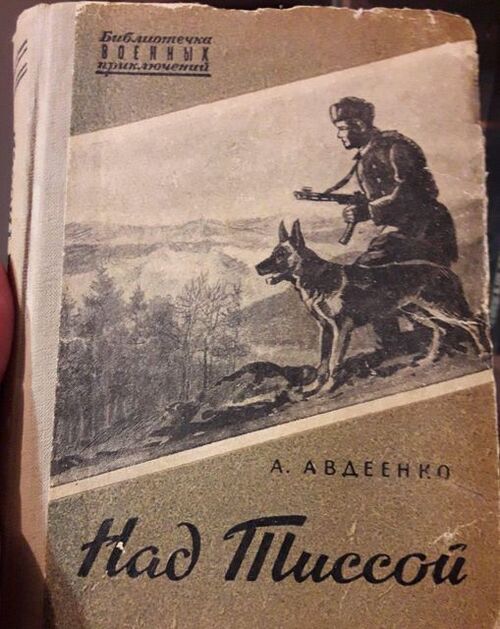 Библиотечка
ВОЕННЫХ
приключений
А. АВДЕЕНКО
Над Тиссой